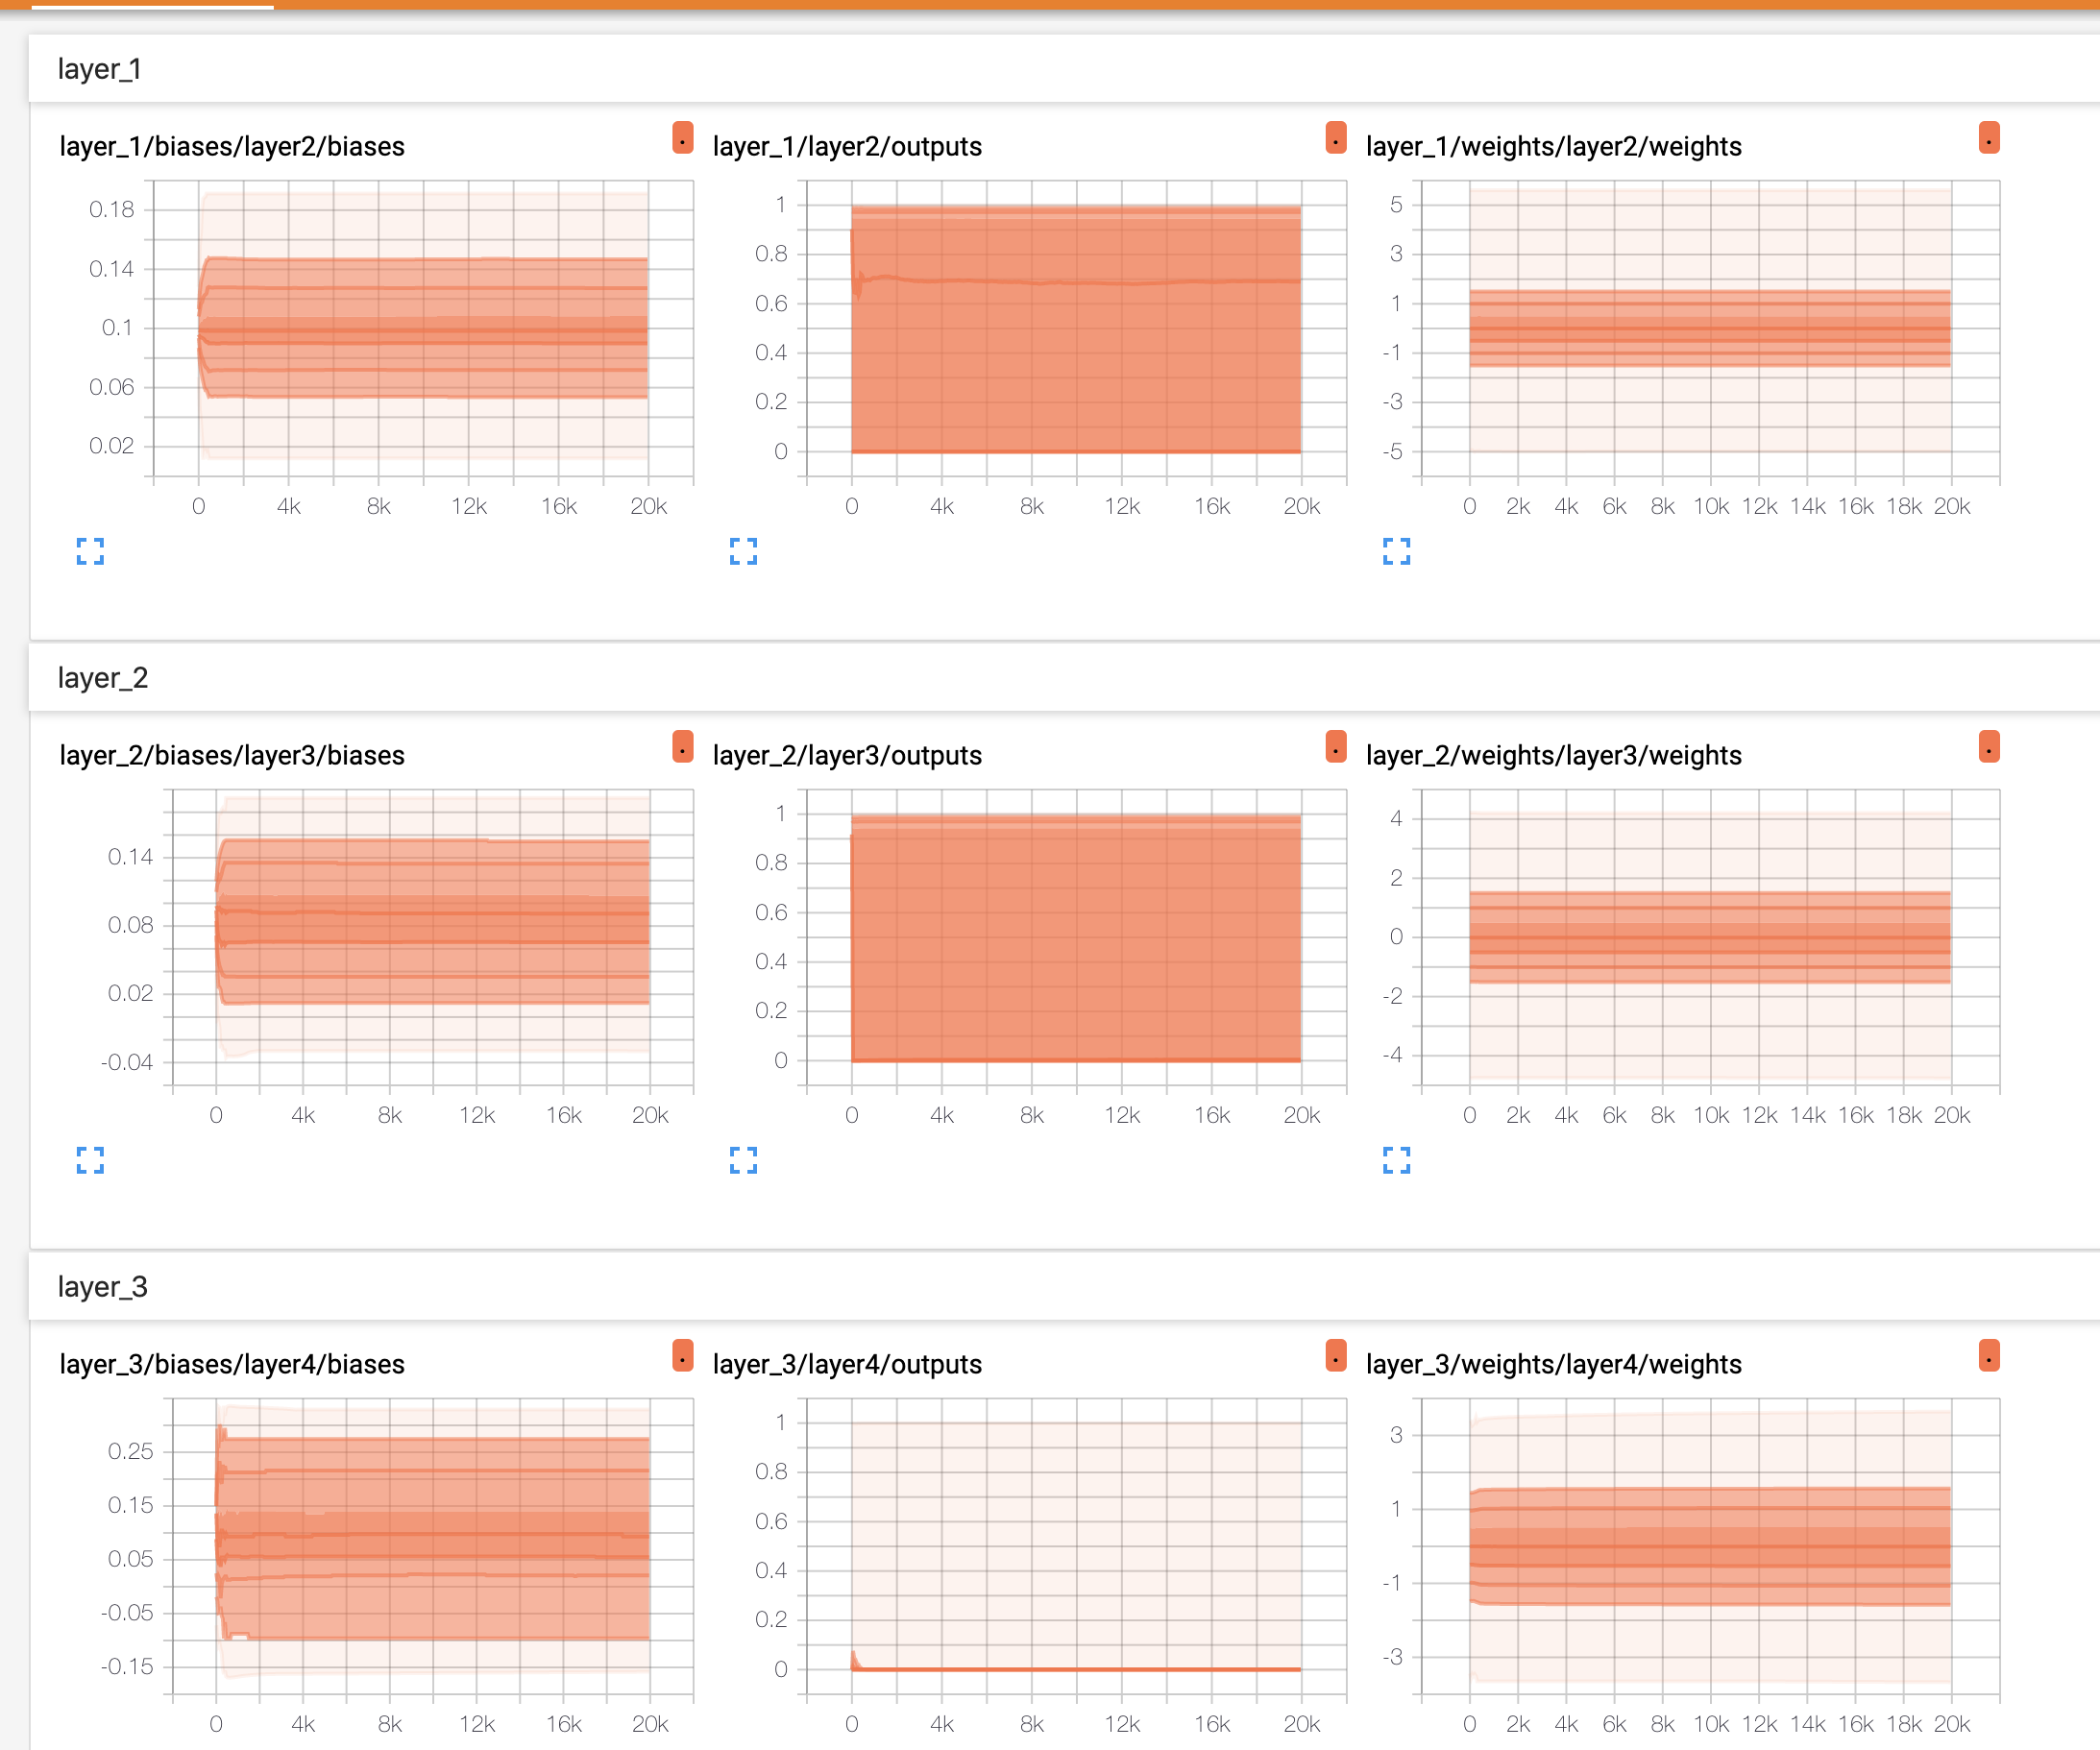 layer_1
layer_1/biases/layer2/biases
.
layer_1/layer2/outputs
.
layer_1/weights/layer2/weights
.
0.18
0.14
0.1
0.06
0.02
0 4k 8k 12k 16k 20k
1
0.8
0.6
0.4
0.2
0
0 4k 8k 12k 16k 20k
5
3
1
-1
-3
-5
0 2k 4k 6k 8k 10k 12k 14k 16k 18k 20k
layer_2
layer_2/biases/layer3/biases
.
layer_2/layer3/outputs
.
layer_2/weights/layer3/weights
.
0.14
0.08
0.02
-0.04
0 4k 8k 12k 16k 20k
1
0.8
0.6
0.4
0.2
0
0 4k 8k 12k 16k 20k
4
2
0
-2
-4
0 2k 4k 6k 8k 10k 12k 14k 16k 18k 20k
layer_3
layer_3/biases/layer4/biases
.
layer_3/layer4/outputs
.
layer_3/weights/layer4/weights
.
0.25
0.15
0.05
-0.05
-0.15
0 4k 8k 12k 16k 20k
1
0.8
0.6
0.4
0.2
0
0 4k 8k 12k 16k 20k
3
1
-1
-3
0 2k 4k 6k 8k 10k 12k 14k 16k 18k 20k